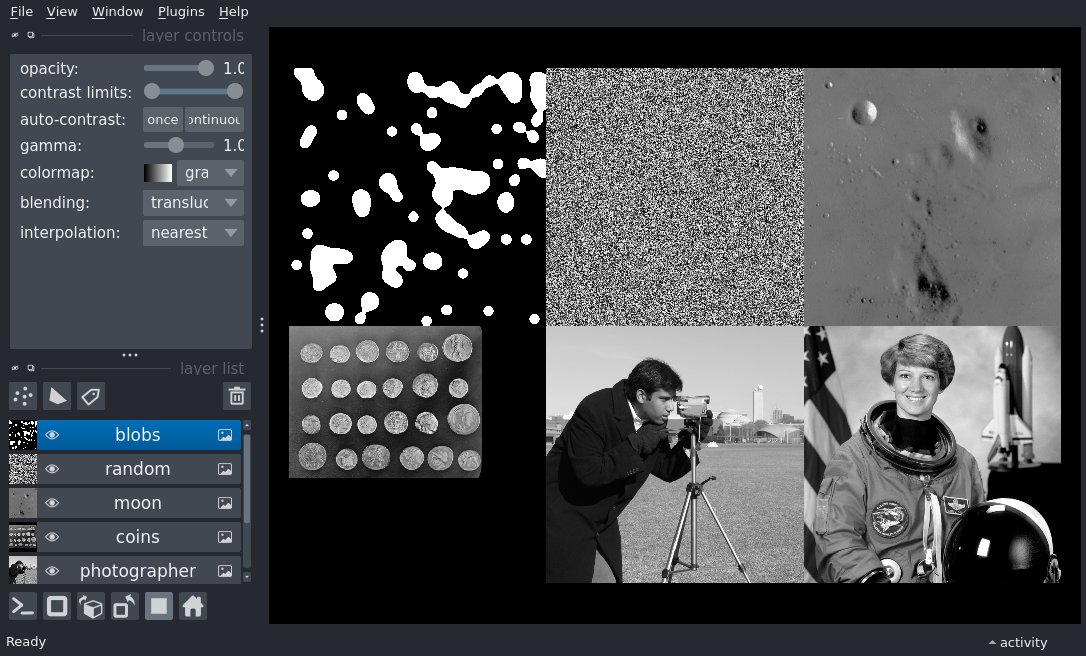 File View Window Plugins Help
layer controls
opacity: 1.0
contrast limits:
auto-contrast: once ontinuou
gamma: 1.0
colormap: gra
blending: transluc
interpolation: nearest
layer list
blobs
random
moon
coins
photographer
Ready
activity